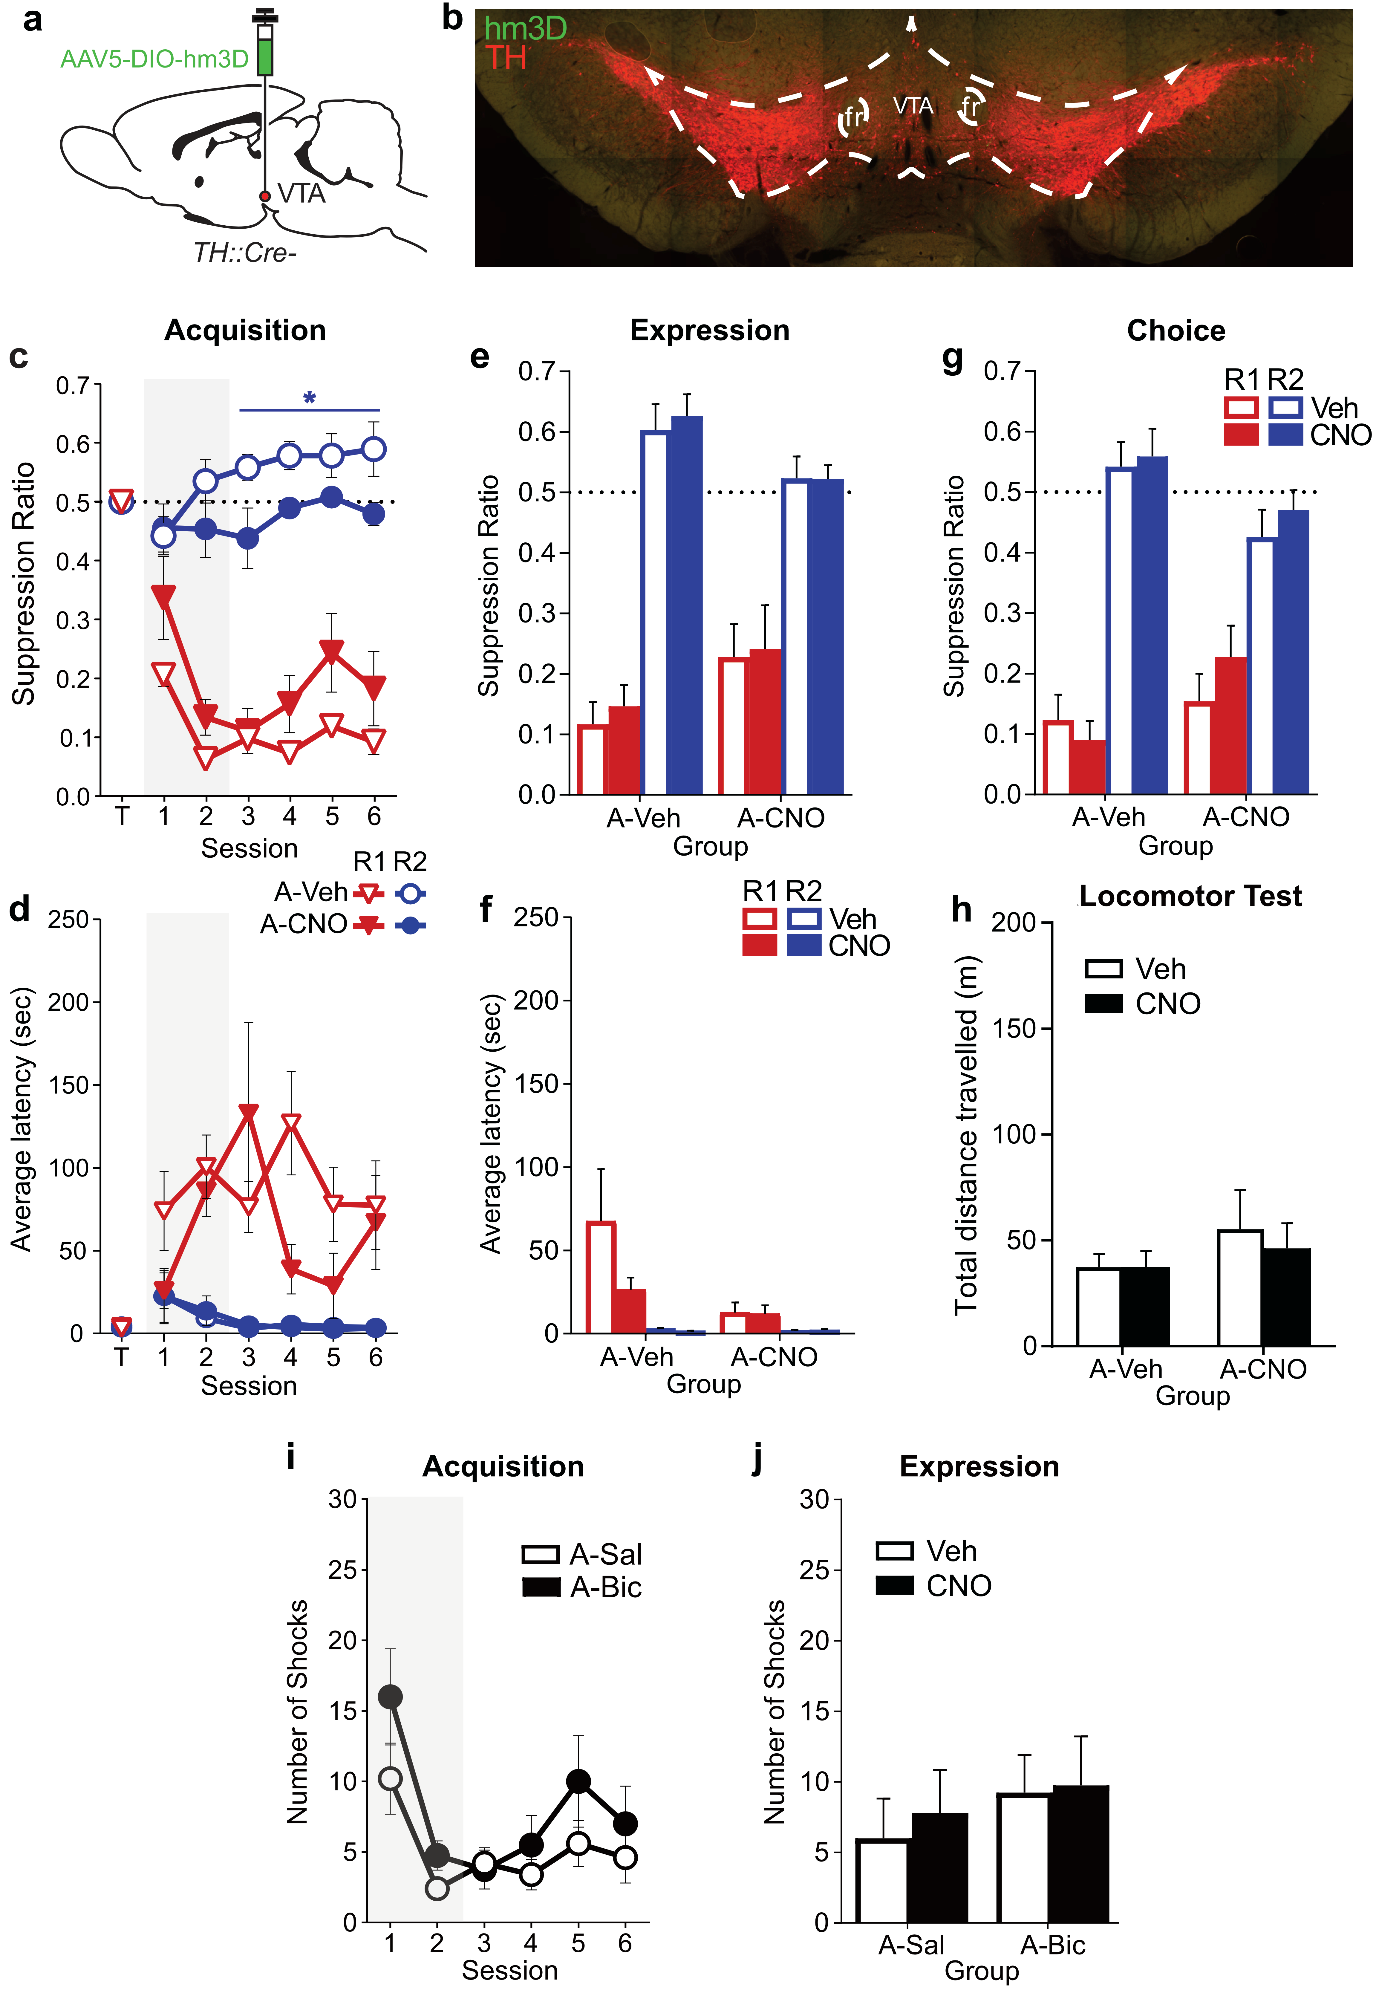 a
AAV5-DIO-hm3D
VTA
TH::Cre-
b
hm3D
TH
fr
VTA
fr
Acquisition
c
Suppression Ratio
0.7
0.6
0.5
0.4
0.3
0.2
0.1
0.0
*
T 1 2 3 4 5 6
Session
Expression
e
Suppression Ratio
0.7
0.6
0.5
0.4
0.3
0.2
0.1
0.0
A-Veh A-CNO
Group
Choice
g
Suppression Ratio
0.7
0.6
0.5
0.4
0.3
0.2
0.1
0.0
R1 R2
Veh
CNO
A-Veh A-CNO
Group
d
R1 R2
A-Veh
A-CNO
Average latency (sec)
250
200
150
100
50
0
T 1 2 3 4 5 6
Session
f
R1 R2
Veh
CNO
Average latency (sec)
250
200
150
100
50
0
A-Veh A-CNO
Group
h
Locomotor Test
Total distance travelled (m)
200
150
100
50
0
Veh
CNO
A-Veh A-CNO
Group
i
Acquisition
Number of Shocks
30
25
20
15
10
5
0
A-Sal
A-Bic
1 2 3 4 5 6
Session
j
Expression
Number of Shocks
30
25
20
15
10
5
0
Veh
CNO
A-Sal A-Bic
Group